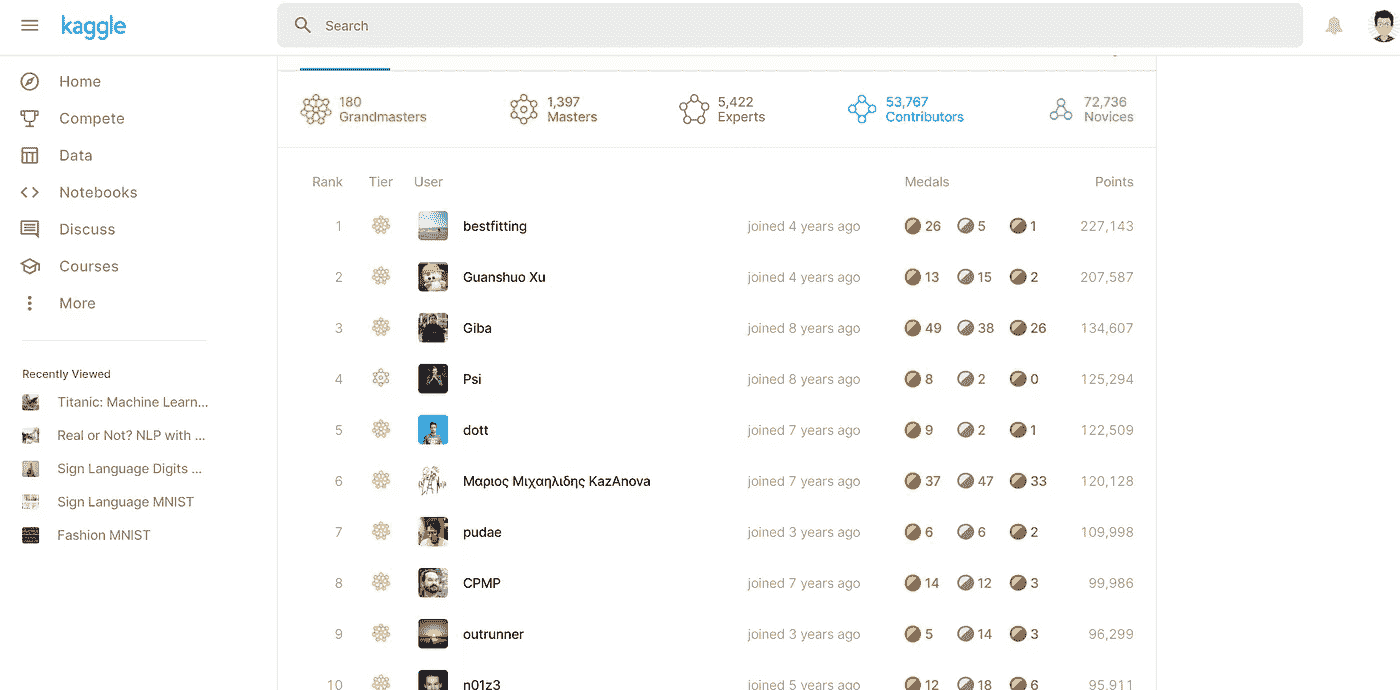 kaggle
Search
Home
Compete
Data
Notebooks
Discuss
Courses
More
Recently Viewed
Titanic: Machine Learn...
Real or Not? NLP with ...
Sign Language Digits ...
Sign Language MNIST
Fashion MNIST
180 Grandmasters
1,397 Masters
5,422 Experts
53,767 Contributors
72,736 Novices
Rank Tier User Medals Points
1 bestfitting joined 4 years ago 26 5 1 227,143
2 Guanshuo Xu joined 4 years ago 13 15 2 207,587
3 Giba joined 8 years ago 49 38 26 134,607
4 Psi joined 8 years ago 8 2 0 125,294
5 dott joined 7 years ago 9 2 1 122,509
6 Μαριος Μιχαηλιδης KazAnova joined 7 years ago 37 47 33 120,128
7 pudae joined 3 years ago 6 6 2 109,998
8 CPMP joined 7 years ago 14 12 3 99,986
9 outrunner joined 3 years ago 5 14 3 96,299
10 n01z3 joined 5 years ago 12 18 6 95,911